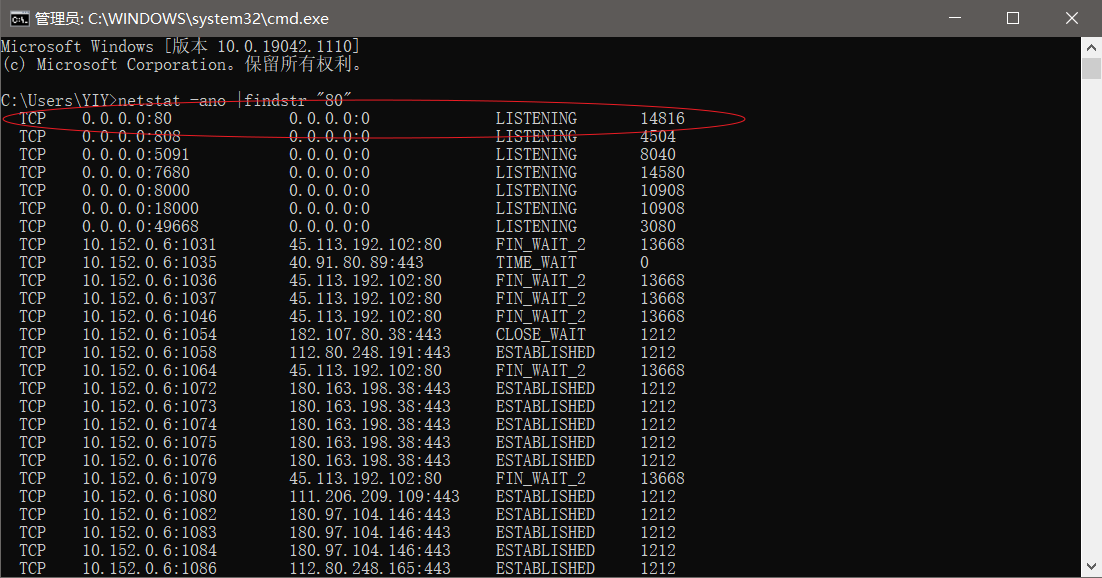 管理员: C:\WINDOWS\system32\cmd.exe
Microsoft Windows [版本 10.0.19042.1110]
(c) Microsoft Corporation。保留所有权利。
C:\Users\YIY>netstat -ano |findstr "80"
TCP 0.0.0.0:80 0.0.0.0:0 LISTENING 14816
TCP 0.0.0.0:808 0.0.0.0:0 LISTENING 4504
TCP 0.0.0.0:5091 0.0.0.0:0 LISTENING 8040
TCP 0.0.0.0:7680 0.0.0.0:0 LISTENING 14580
TCP 0.0.0.0:8000 0.0.0.0:0 LISTENING 10908
TCP 0.0.0.0:18000 0.0.0.0:0 LISTENING 10908
TCP 0.0.0.0:49668 0.0.0.0:0 LISTENING 3080
TCP 10.152.0.6:1031 45.113.192.102:80 FIN_WAIT_2 13668
TCP 10.152.0.6:1035 40.91.80.89:443 TIME_WAIT 0
TCP 10.152.0.6:1036 45.113.192.102:80 FIN_WAIT_2 13668
TCP 10.152.0.6:1037 45.113.192.102:80 FIN_WAIT_2 13668
TCP 10.152.0.6:1046 45.113.192.102:80 FIN_WAIT_2 13668
TCP 10.152.0.6:1054 182.107.80.38:443 CLOSE_WAIT 1212
TCP 10.152.0.6:1058 112.80.248.191:443 ESTABLISHED 1212
TCP 10.152.0.6:1064 45.113.192.102:80 FIN_WAIT_2 13668
TCP 10.152.0.6:1072 180.163.198.38:443 ESTABLISHED 1212
TCP 10.152.0.6:1073 180.163.198.38:443 ESTABLISHED 1212
TCP 10.152.0.6:1074 180.163.198.38:443 ESTABLISHED 1212
TCP 10.152.0.6:1075 180.163.198.38:443 ESTABLISHED 1212
TCP 10.152.0.6:1076 180.163.198.38:443 ESTABLISHED 1212
TCP 10.152.0.6:1079 45.113.192.102:80 FIN_WAIT_2 13668
TCP 10.152.0.6:1080 111.206.209.109:443 ESTABLISHED 1212
TCP 10.152.0.6:1082 180.97.104.146:443 ESTABLISHED 1212
TCP 10.152.0.6:1083 180.97.104.146:443 ESTABLISHED 1212
TCP 10.152.0.6:1084 180.97.104.146:443 ESTABLISHED 1212
TCP 10.152.0.6:1086 112.80.248.165:443 ESTABLISHED 1212